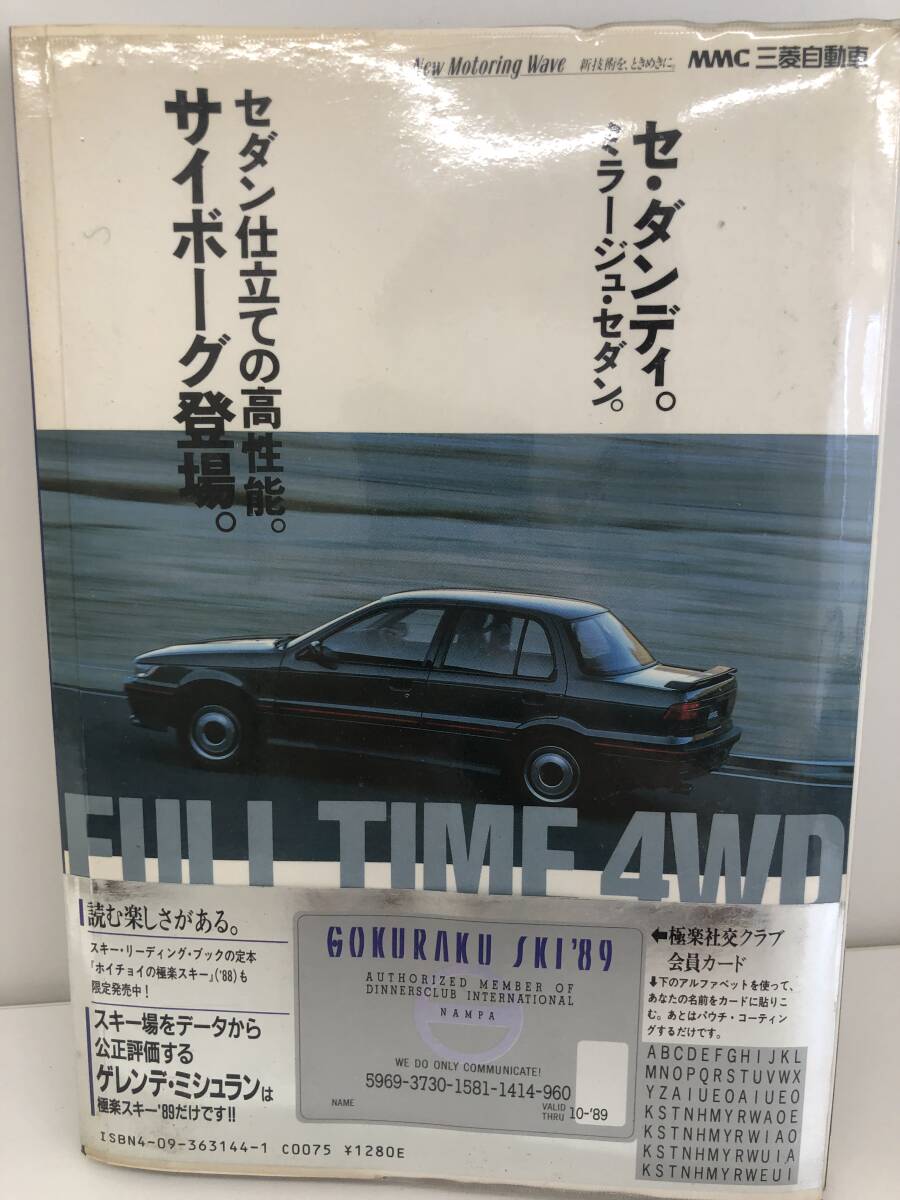 New Motoring Wave 新技術を、ときめきに。 MMC 三菱自動車
セ・ダンディ。
ミラージュ・セダン。
セダン仕立ての高性能。
サイボーグ登場。
FULL TIME 4WD
読む楽しさがある。
スキー・リーディング・ブックの定本
「ホイチョイの極楽スキー」('88)も
限定発売中!
スキー場をデータから
公正評価する
ゲレンデ・ミシュランは
極楽スキー'89だけです!!
GOKURAKU SKI'89
AUTHORIZED MEMBER OF
DINNERSCLUB INTERNATIONAL
NAMPA
WE DO ONLY COMMUNICATE!
5969-3730-1581-1414-960
NAME
VALID
THRU 10-'89
←極楽社交クラブ
会員カード
↓下のアルファベットを使って、
あなたの名前をカードに貼りこ
む。あとはパウチ・コーティン
グするだけです。
ABCDEFGHIJKL
MNOPQRSTUVWX
YZAIUEOAIUEO
KSTNHMYRWAOE
KSTNHMYRWIAO
KSTNHMYRWUIA
KSTNHMYRWEUI
ISBN4-09-363144-1 C0075 ¥1280E